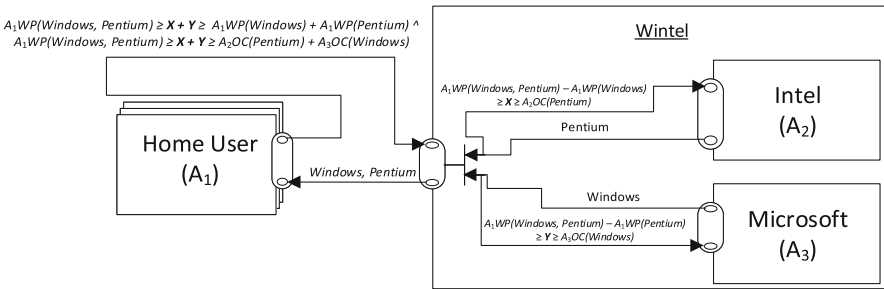 A₁WP(Windows, Pentium) ≥ X + Y ≥ A₁WP(Windows) + A₁WP(Pentium) ^
A₁WP(Windows, Pentium) ≥ X + Y ≥ A₂OC(Pentium) + A₃OC(Windows)
Wintel
A₁WP(Windows, Pentium) – A₁WP(Windows)
≥ X ≥ A₂OC(Pentium)
Intel
(A₂)
Pentium
Home User
(A₁)
Windows, Pentium
Windows
A₁WP(Windows, Pentium) – A₁WP(Pentium)
≥ Y ≥ A₃OC(Windows)
Microsoft
(A₃)